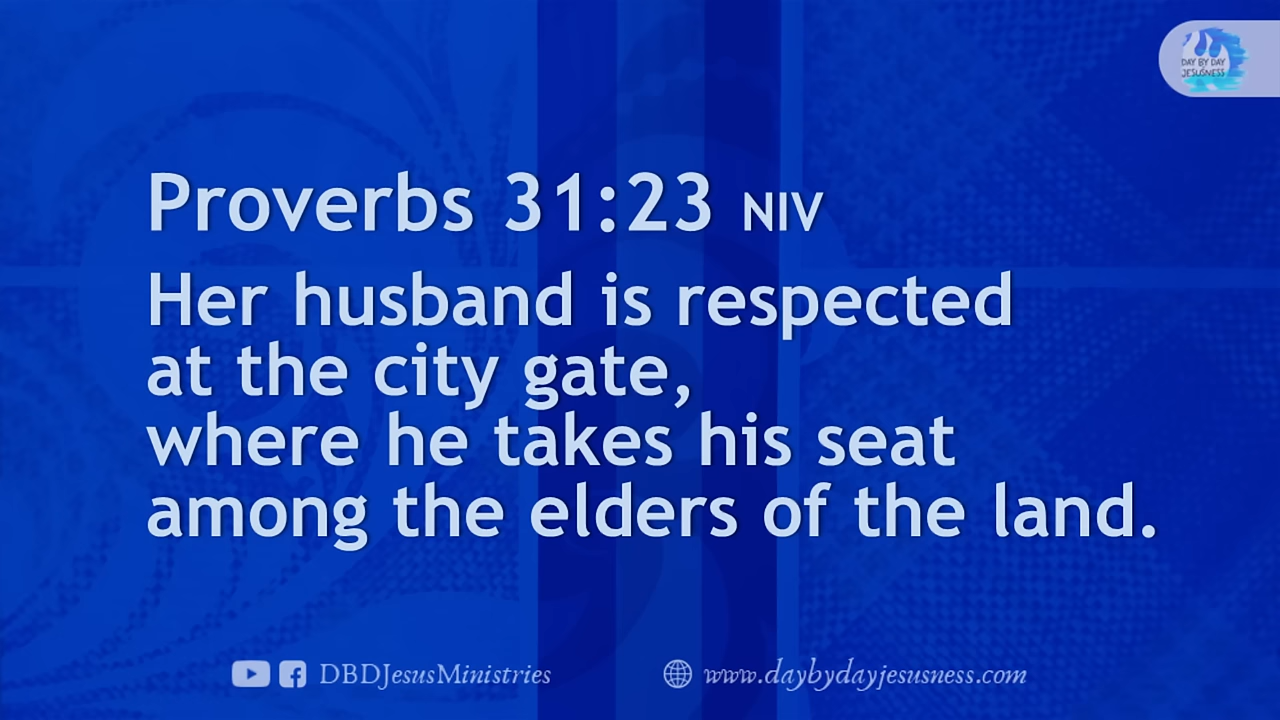 DAY BY DAY
JESUSNESS
Proverbs 31:23 NIV
Her husband is respected
at the city gate,
where he takes his seat
among the elders of the land.
DBDJesusMinistries
www.daybydayjesusness.com